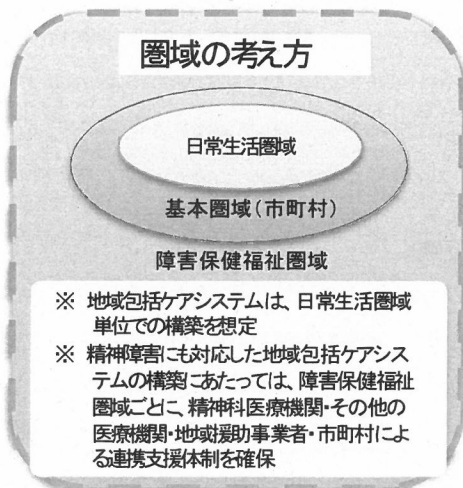 圏域の考え方
日常生活圏域
基本圏域(市町村)
障害保健福祉圏域
※ 地域包括ケアシステムは、日常生活圏域
単位での構築を想定
※ 精神障害にも対応した地域包括ケアシス
テムの構築にあたっては、障害保健福祉
圏域ごとに、精神科医療機関・その他の
医療機関・地域援助事業者・市町村によ
る連携支援体制を確保